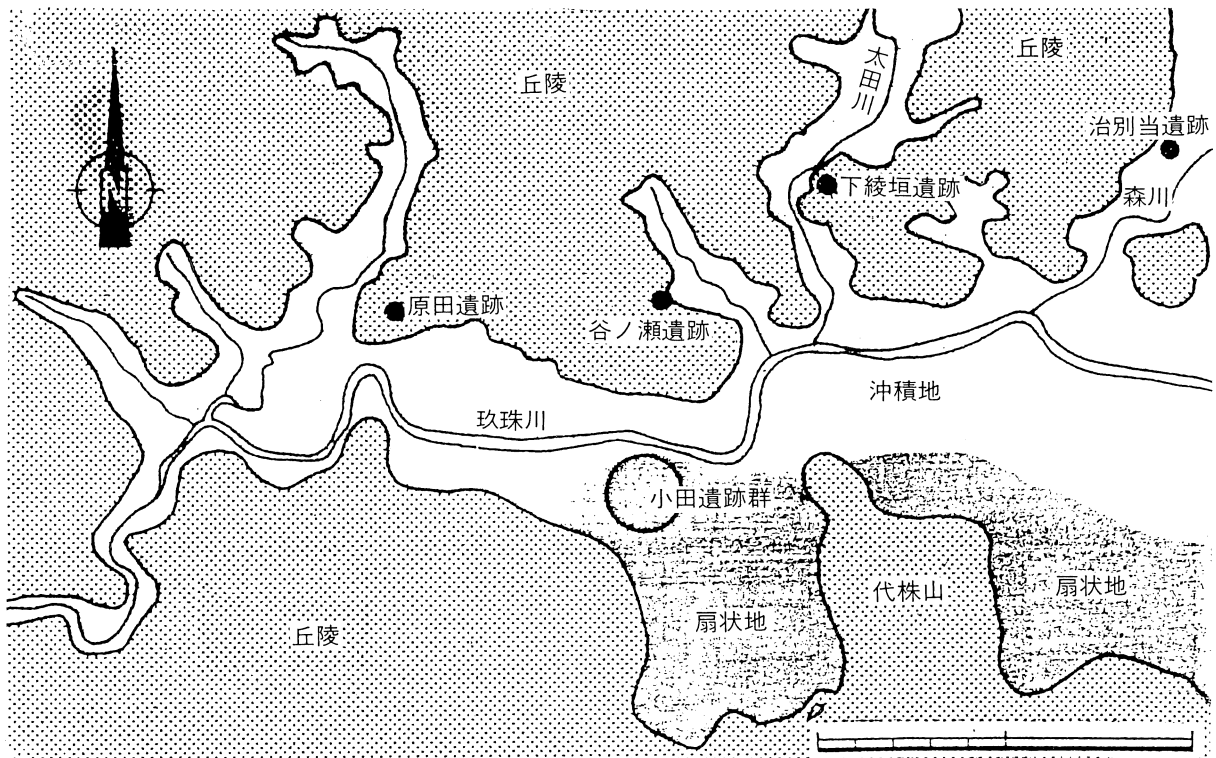 丘陵
丘陵
太田川
治別当遺跡
N
下綾垣遺跡
森川
原田遺跡
谷ノ瀬遺跡
沖積地
玖珠川
小田遺跡群
代株山
扇状地
扇状地
丘陵